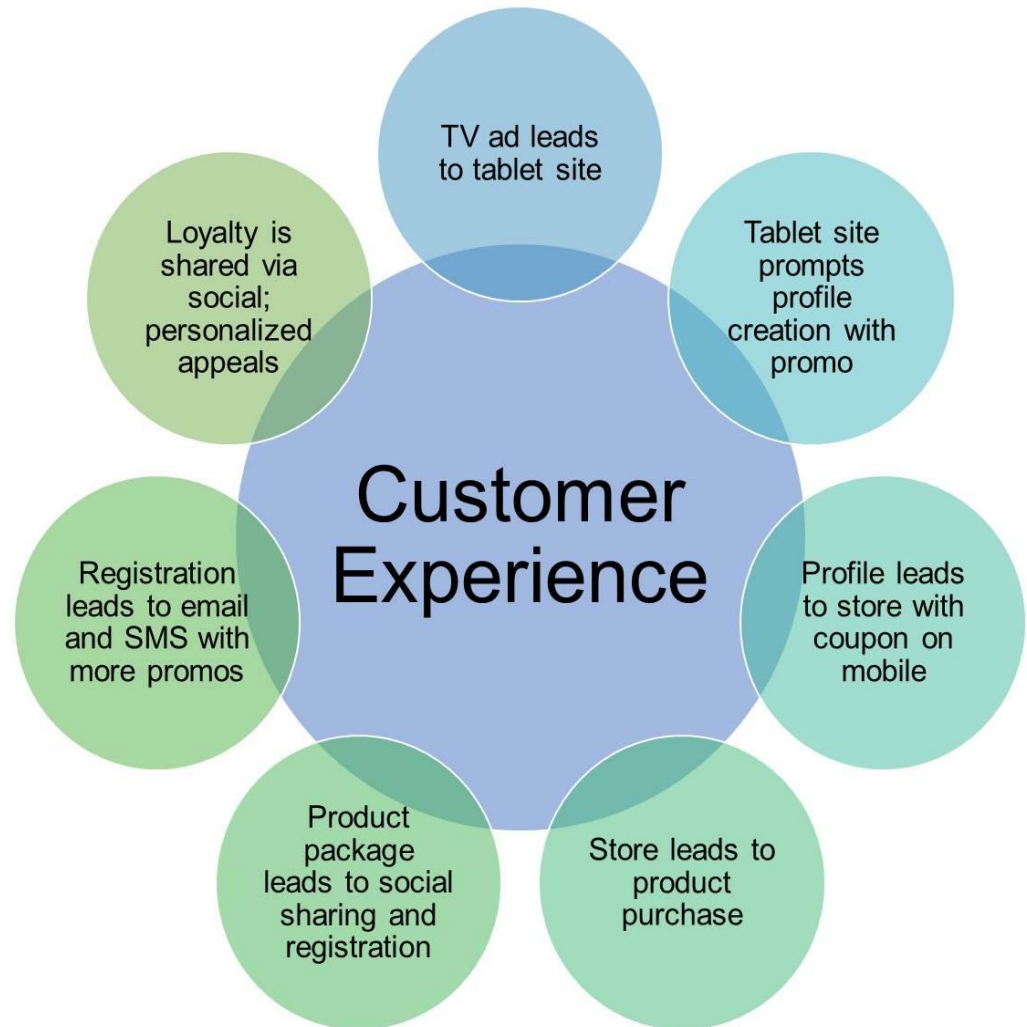 TV ad leads
to tablet site
Tablet site
prompts
profile
creation with
promo
Profile leads
to store with
coupon on
mobile
Store leads to
product
purchase
Product
package
leads to social
sharing and
registration
Registration
leads to email
and SMS with
more promos
Loyalty is
shared via
social;
personalized
appeals
Customer
Experience